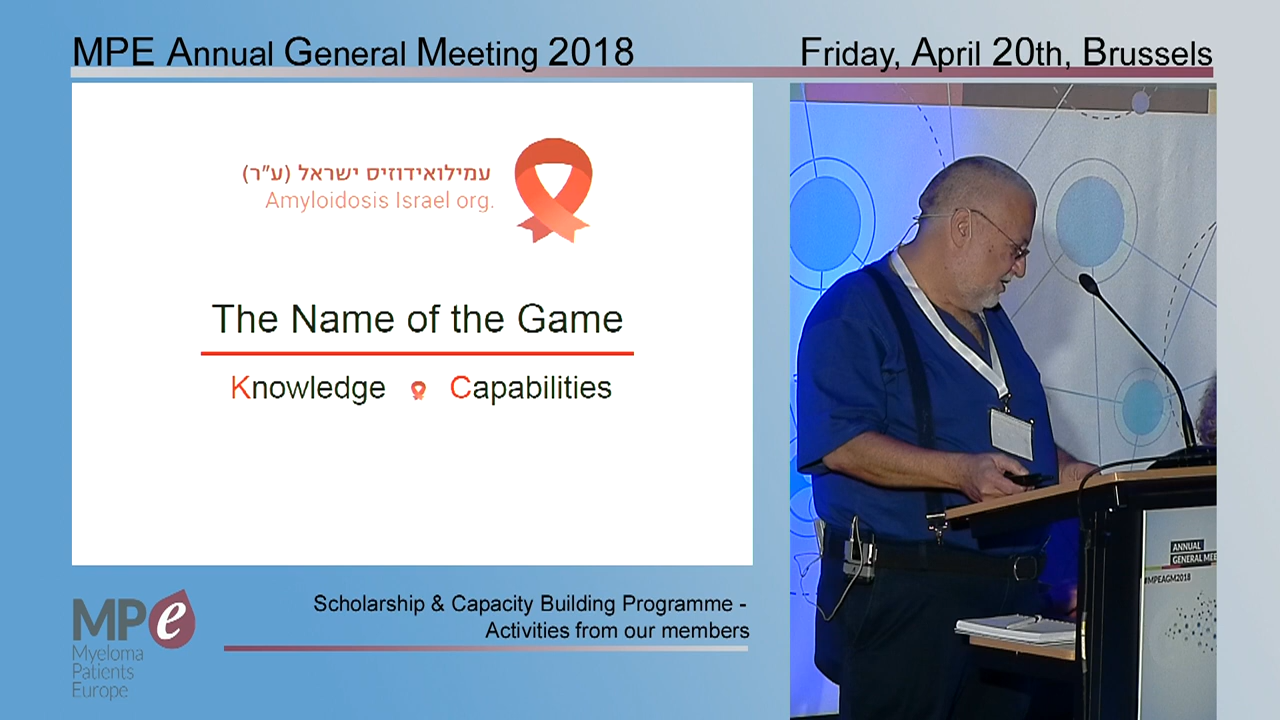 MPE Annual General Meeting 2018
Friday, April 20th, Brussels
עמילואידוזיס ישראל (ע"ר)
Amyloidosis Israel org.
The Name of the Game
Knowledge Capabilities
Scholarship & Capacity Building Programme -
Activities from our members
MPe
Myeloma
Patients
Europe
ANNUAL
GENERAL MEE
#MPEAGM2018